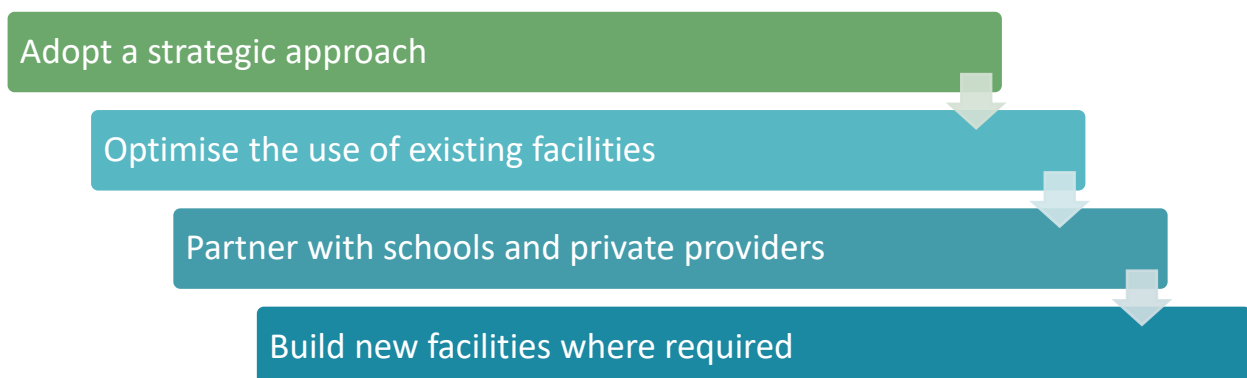 Adopt a strategic approach
Optimise the use of existing facilities
Partner with schools and private providers
Build new facilities where required